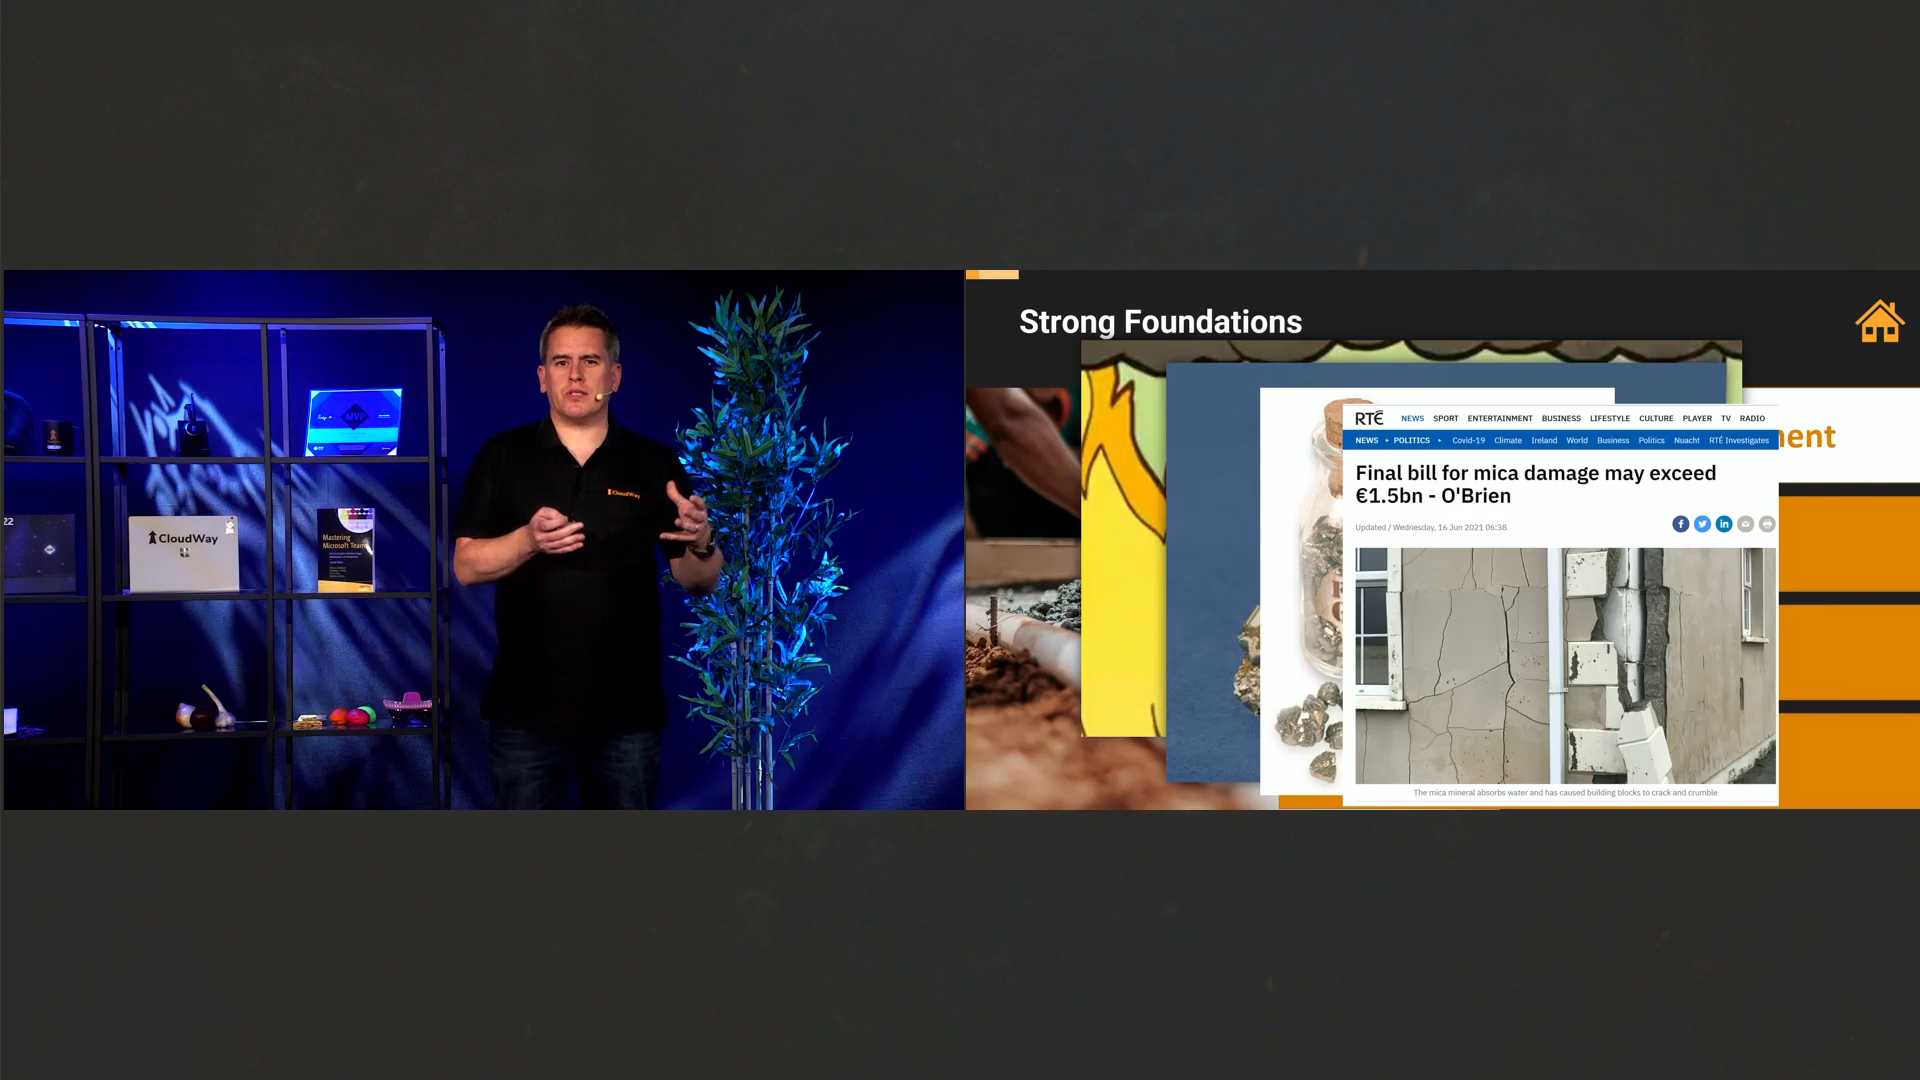 MVP
22
CloudWay
Mastering
Microsoft Teams
CloudWay
Strong Foundations
RTÉ NEWS SPORT ENTERTAINMENT BUSINESS LIFESTYLE CULTURE PLAYER TV RADIO
NEWS POLITICS Covid-19 Climate Ireland World Business Politics Nuacht RTÉ Investigates
Final bill for mica damage may exceed
€1.5bn - O'Brien
Updated / Wednesday, 16 Jun 2021 06:38
The mica mineral absorbs water and has caused building blocks to crack and crumble